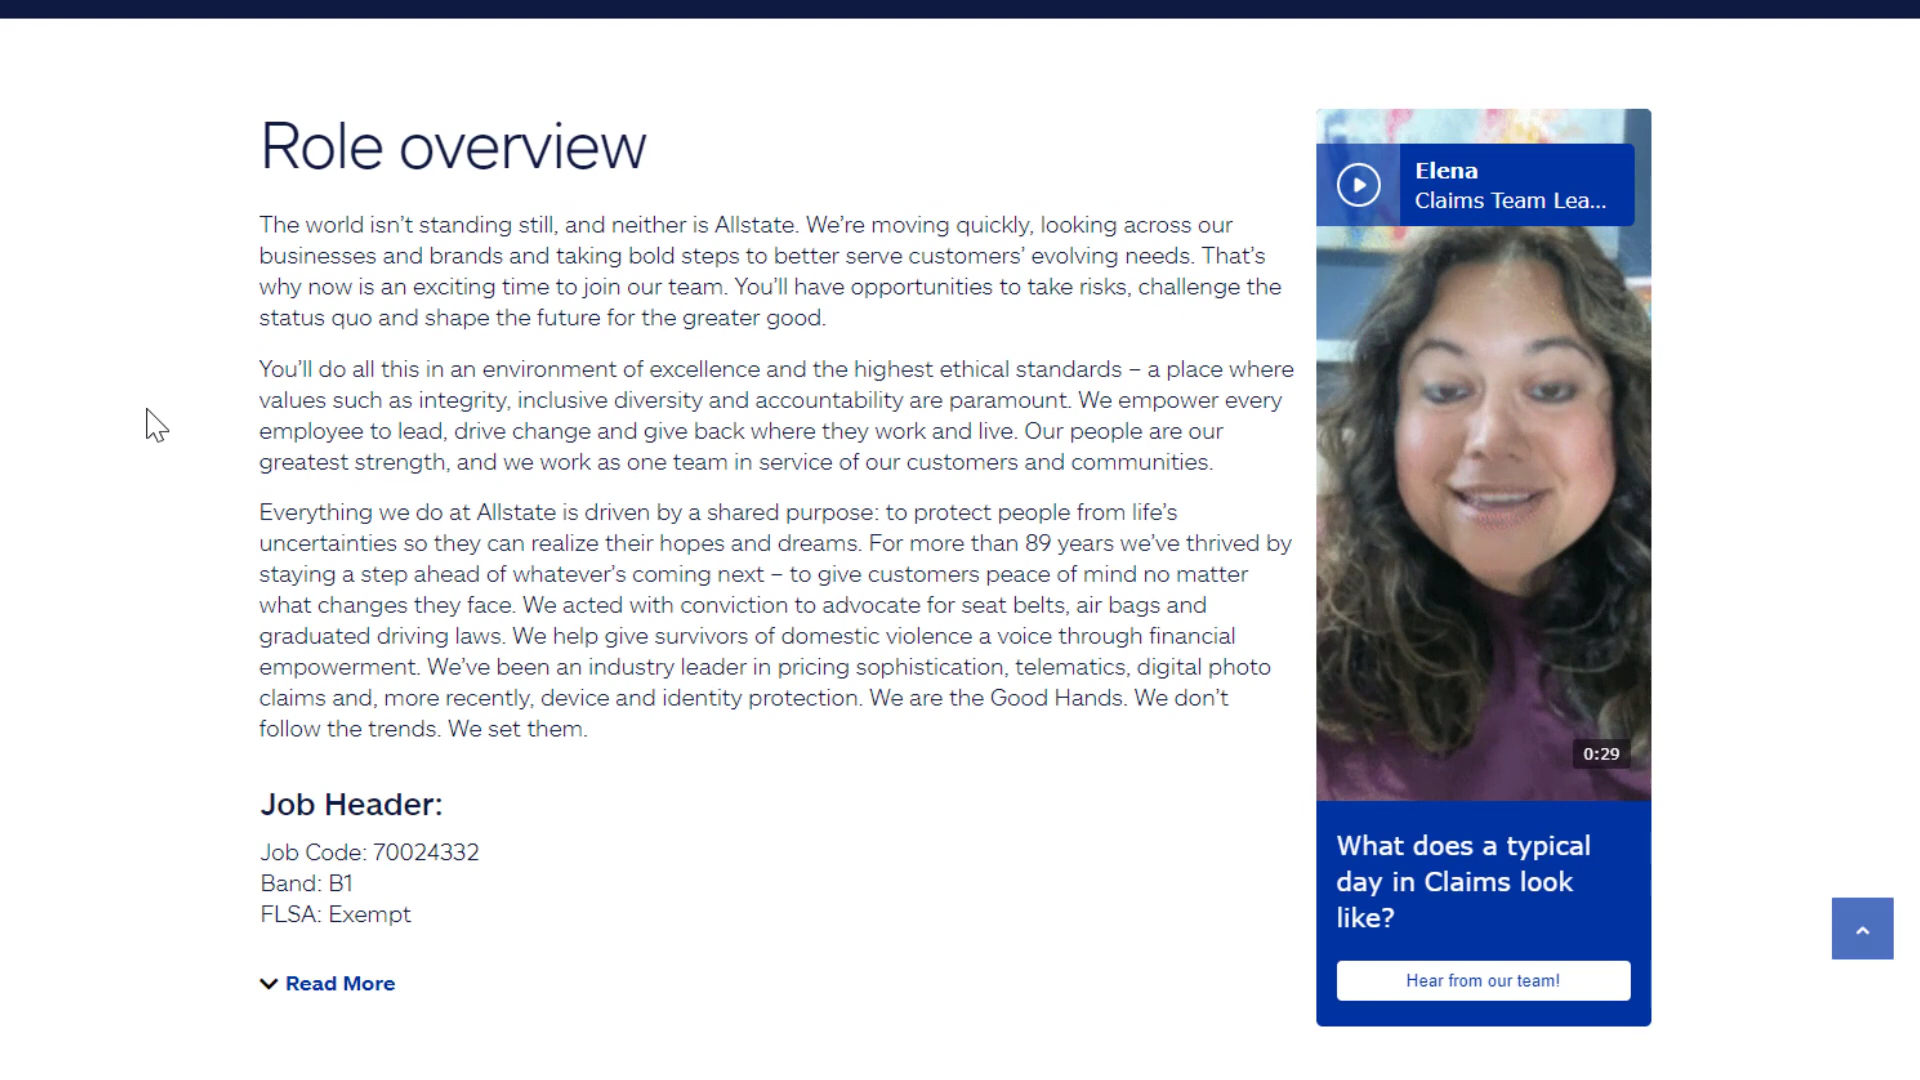 Role overview
The world isn’t standing still, and neither is Allstate. We’re moving quickly, looking across our
businesses and brands and taking bold steps to better serve customers’ evolving needs. That’s
why now is an exciting time to join our team. You’ll have opportunities to take risks, challenge the
status quo and shape the future for the greater good.
You’ll do all this in an environment of excellence and the highest ethical standards – a place where
values such as integrity, inclusive diversity and accountability are paramount. We empower every
employee to lead, drive change and give back where they work and live. Our people are our
greatest strength, and we work as one team in service of our customers and communities.
Everything we do at Allstate is driven by a shared purpose: to protect people from life’s
uncertainties so they can realize their hopes and dreams. For more than 89 years we’ve thrived by
staying a step ahead of whatever’s coming next – to give customers peace of mind no matter
what changes they face. We acted with conviction to advocate for seat belts, air bags and
graduated driving laws. We help give survivors of domestic violence a voice through financial
empowerment. We’ve been an industry leader in pricing sophistication, telematics, digital photo
claims and, more recently, device and identity protection. We are the Good Hands. We don’t
follow the trends. We set them.
Job Header:
Job Code: 70024332
Band: B1
FLSA: Exempt
Read More
Elena
Claims Team Lea...
0:29
What does a typical
day in Claims look
like?
Hear from our team!